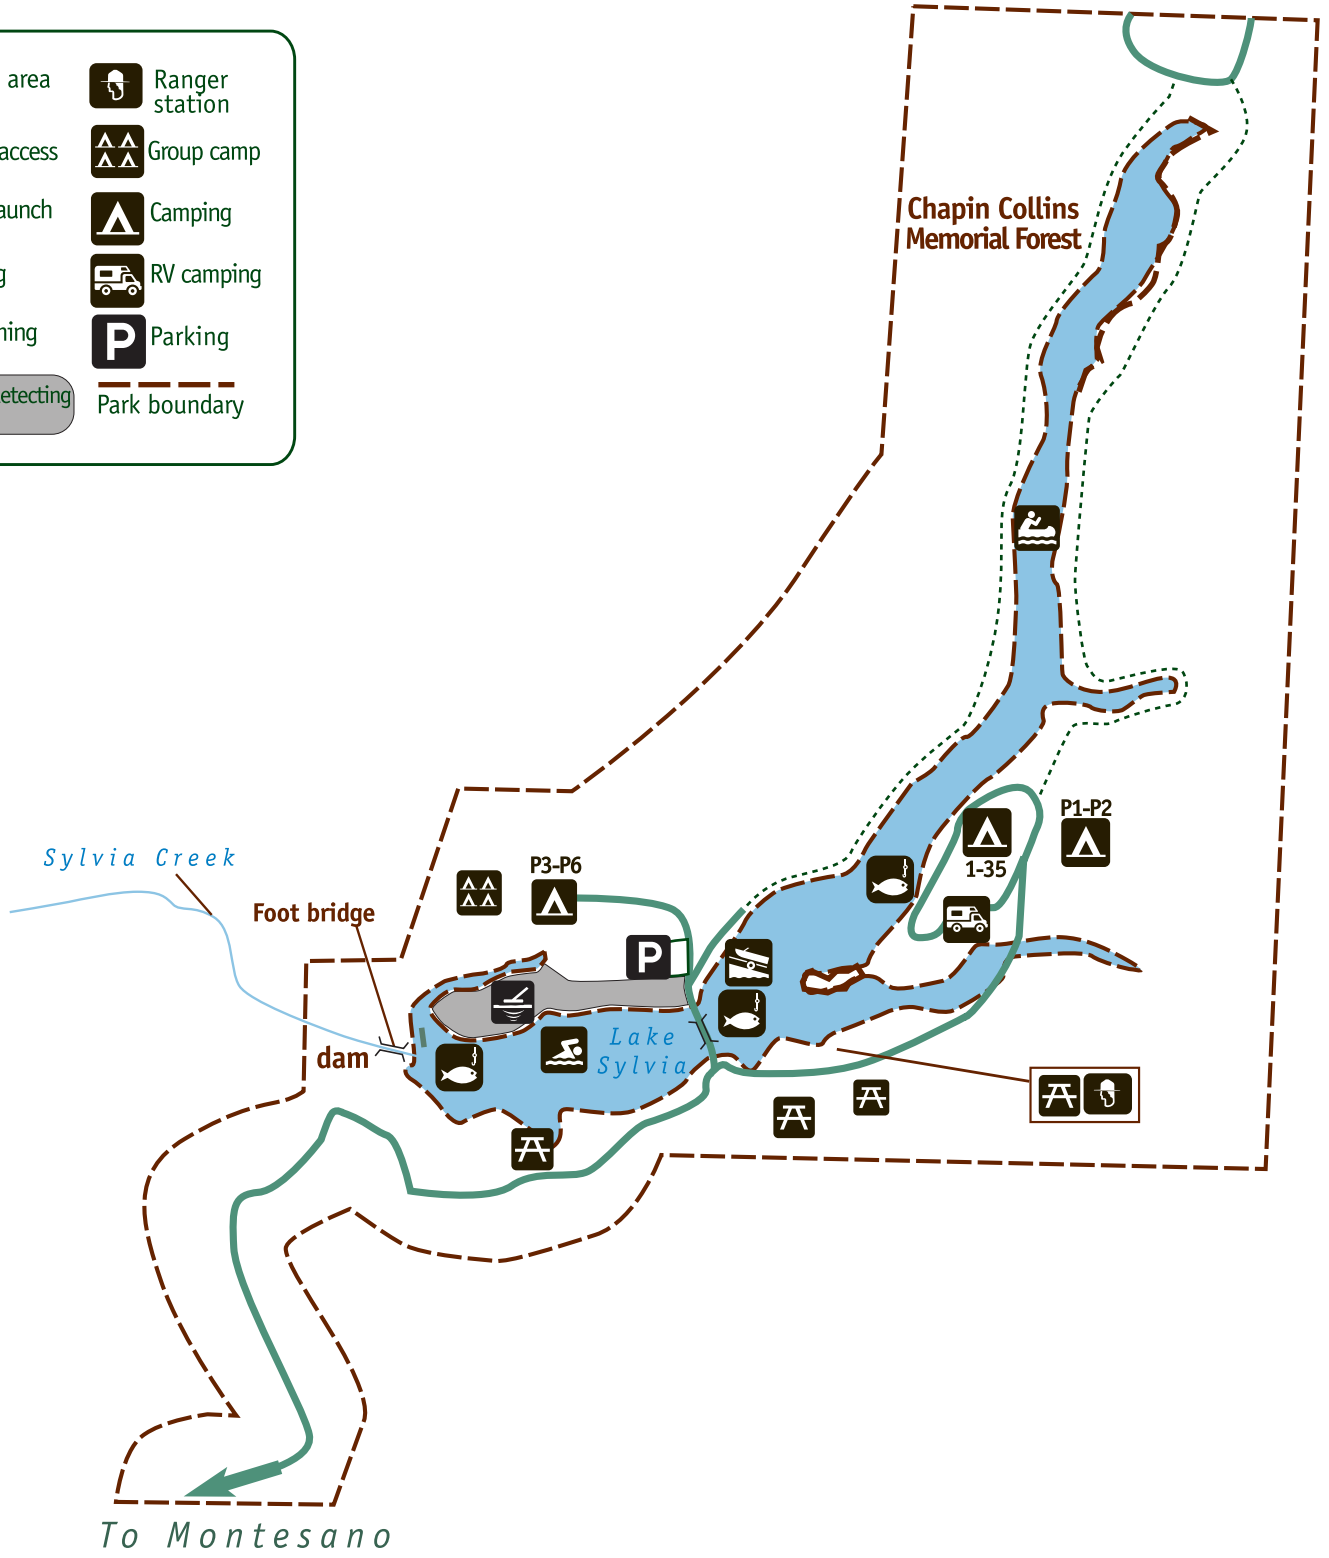 area
Ranger
station
access
Group camp
aunch
Camping
g
RV camping
ning
P
Parking
etecting
Park boundary
Chapin Collins
Memorial Forest
P1-P2
1-35
Sylvia Creek
P3-P6
Foot bridge
P
Lake
Sylvia
dam
To Montesano